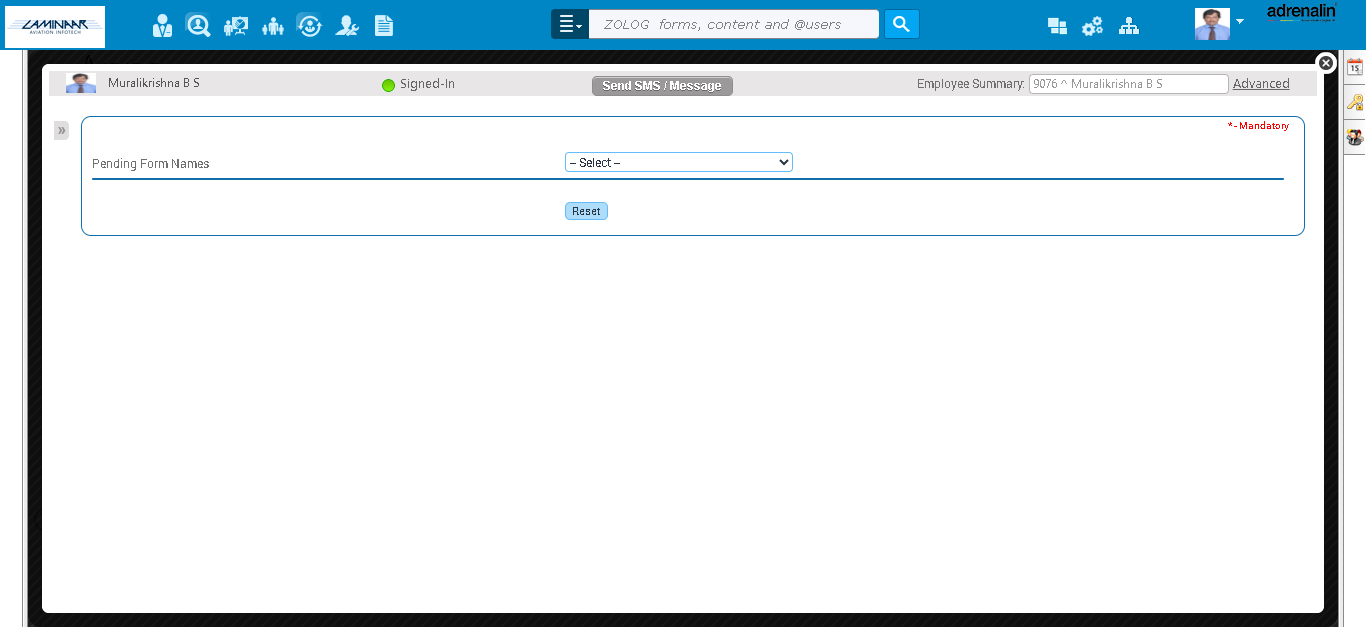 LAMINAAR
AVIATION INFOTECH
ZOLOG forms, content and @users
adrenalin
Muralikrishna B S
Signed-In
Send SMS / Message
Employee Summary: 9076 ^ Muralikrishna B S Advanced
15
»
* - Mandatory
Pending Form Names
-- Select --
Reset